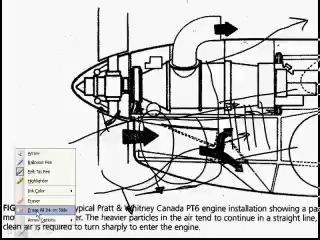 Arrow
Ballpoint Pen
Felt Tip Pen
Highlighter
Ink Color
Eraser
Erase All Ink on Slide
Arrow Options
FIG ypical Pratt & Whitney Canada PT6 engine installation showing a pa
mo er. The heavier particles in the air tend to continue in a straight line,
clean air is required to turn sharply to enter the engine.